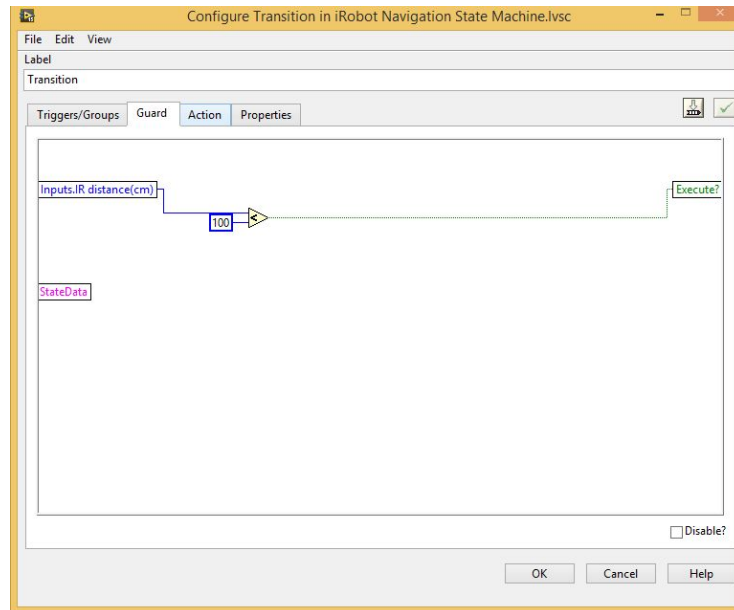 Configure Transition in iRobot Navigation State Machine.lvsc
File Edit View
Label
Transition
Triggers/Groups Guard Action Properties
Inputs.IR distance(cm)
Execute?
100
<
StateData
Disable?
OK Cancel Help